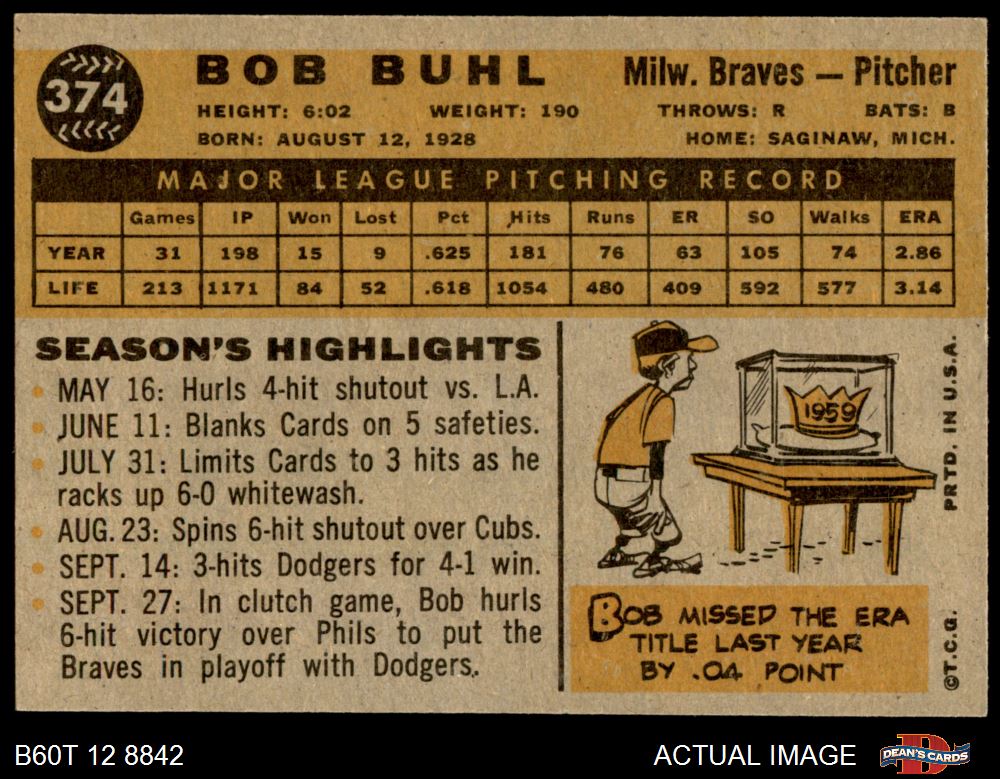 374
BOB BUHL
Milw. Braves — Pitcher
HEIGHT: 6:02 WEIGHT: 190 THROWS: R BATS: B
BORN: AUGUST 12, 1928 HOME: SAGINAW, MICH.
MAJOR LEAGUE PITCHING RECORD
Games IP Won Lost Pct Hits Runs ER SO Walks ERA
YEAR 31 198 15 9 .625 181 76 63 105 74 2.86
LIFE 213 1171 84 52 .618 1054 480 409 592 577 3.14
SEASON'S HIGHLIGHTS
MAY 16: Hurls 4-hit shutout vs. L.A.
JUNE 11: Blanks Cards on 5 safeties.
JULY 31: Limits Cards to 3 hits as he
racks up 6-0 whitewash.
AUG. 23: Spins 6-hit shutout over Cubs.
SEPT. 14: 3-hits Dodgers for 4-1 win.
SEPT. 27: In clutch game, Bob hurls
6-hit victory over Phils to put the
Braves in playoff with Dodgers.
1959
BOB MISSED THE ERA
TITLE LAST YEAR
BY .04 POINT
©T.C.G. PRTD. IN U.S.A.
B60T 12 8842
ACTUAL IMAGE
DEAN'S CARDS